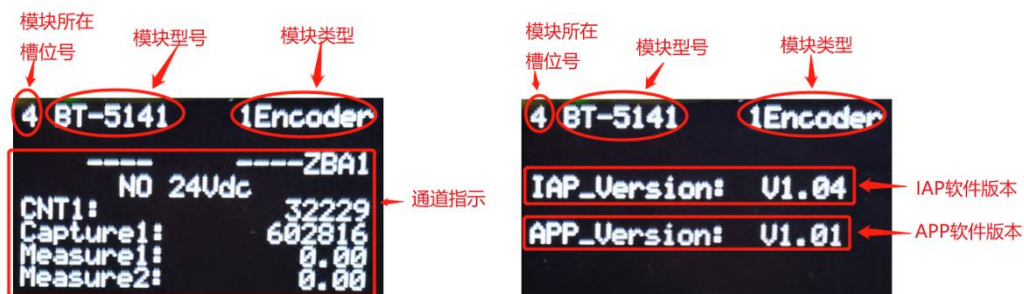 模块所在
槽位号
模块型号
模块类型
4 BT-5141 1Encoder
---- ----ZBA1
NO 24Vdc
CNT1: 32229
Capture1: 602816
Measure1: 0.00
Measure2: 0.00
通道指示
模块所在
槽位号
模块型号
模块类型
4 BT-5141 1Encoder
IAP_Version: V1.04
IAP软件版本
APP_Version: V1.01
APP软件版本